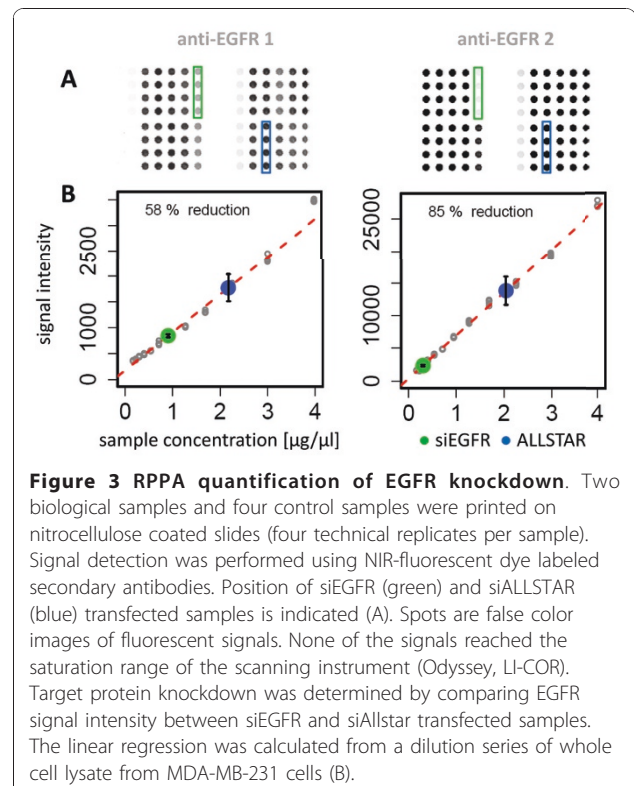 anti-EGFR 1
anti-EGFR 2
A
B
58 % reduction
85 % reduction
signal intensity
0 1000 2500
0 10000 25000
0 1 2 3 4
0 1 2 3 4
sample concentration [µg/µl]
siEGFR ALLSTAR
Figure 3 RPPA quantification of EGFR knockdown. Two
biological samples and four control samples were printed on
nitrocellulose coated slides (four technical replicates per sample).
Signal detection was performed using NIR-fluorescent dye labeled
secondary antibodies. Position of siEGFR (green) and siALLSTAR
(blue) transfected samples is indicated (A). Spots are false color
images of fluorescent signals. None of the signals reached the
saturation range of the scanning instrument (Odyssey, LI-COR).
Target protein knockdown was determined by comparing EGFR
signal intensity between siEGFR and siAllstar transfected samples.
The linear regression was calculated from a dilution series of whole
cell lysate from MDA-MB-231 cells (B).